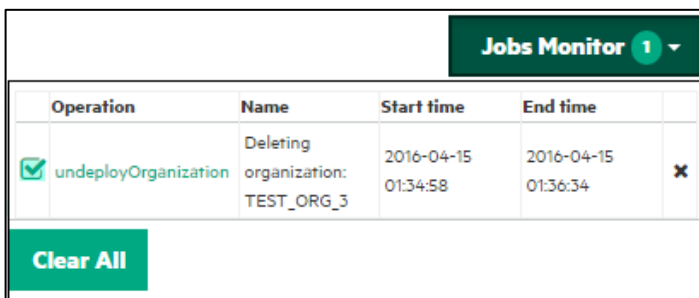 Jobs Monitor 1
Operation Name Start time End time
undeployOrganization Deleting organization: TEST_ORG_3 2016-04-15 01:34:58 2016-04-15 01:36:34
Clear All